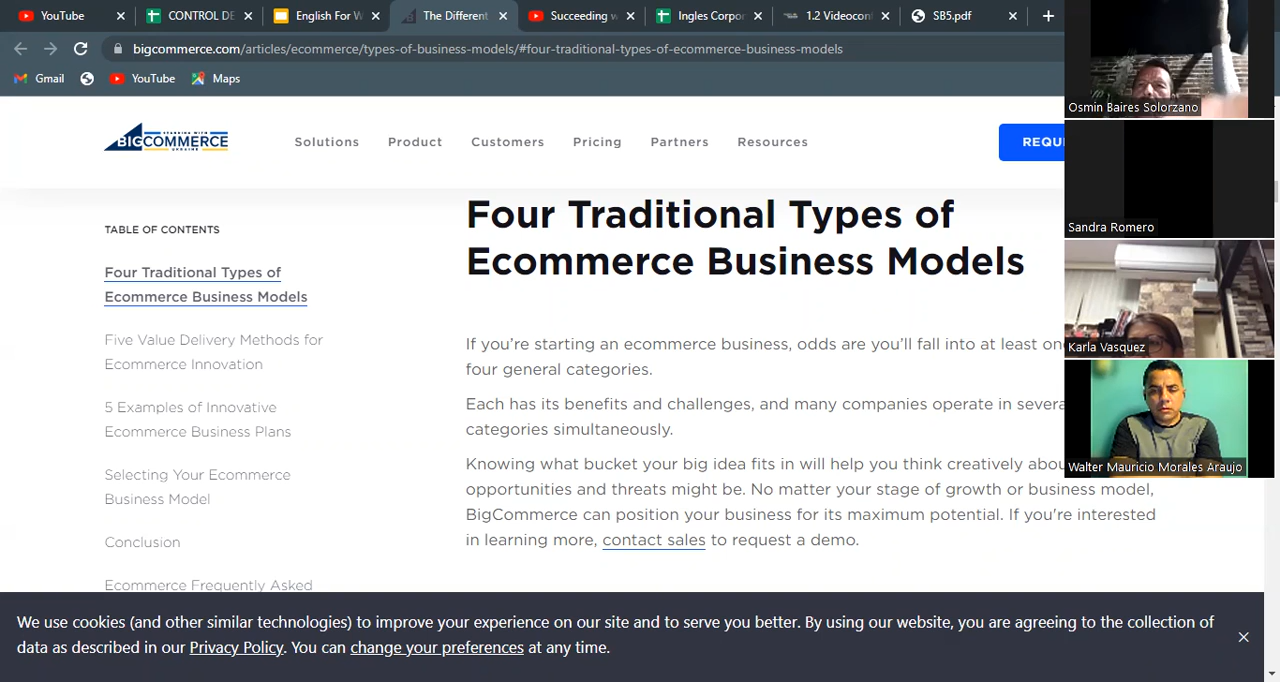 YouTube
CONTROL DE
English For W
The Different
Succeeding w
Ingles Corpor
1.2 Videocon
SB5.pdf
bigcommerce.com/articles/ecommerce/types-of-business-models/#four-traditional-types-of-ecommerce-business-models
Gmail
YouTube
Maps
BIGCOMMERCE
Solutions
Product
Customers
Pricing
Partners
Resources
REQU
TABLE OF CONTENTS
Four Traditional Types of
Ecommerce Business Models
Five Value Delivery Methods for
Ecommerce Innovation
5 Examples of Innovative
Ecommerce Business Plans
Selecting Your Ecommerce
Business Model
Conclusion
Ecommerce Frequently Asked
Four Traditional Types of
Ecommerce Business Models
If you’re starting an ecommerce business, odds are you’ll fall into at least one
four general categories.
Each has its benefits and challenges, and many companies operate in severa
categories simultaneously.
Knowing what bucket your big idea fits in will help you think creatively abou
opportunities and threats might be. No matter your stage of growth or business model,
BigCommerce can position your business for its maximum potential. If you're interested
in learning more, contact sales to request a demo.
Osmin Baires Solorzano
Sandra Romero
Karla Vasquez
Walter Mauricio Morales Araujo
We use cookies (and other similar technologies) to improve your experience on our site and to serve you better. By using our website, you are agreeing to the collection of
data as described in our Privacy Policy. You can change your preferences at any time.